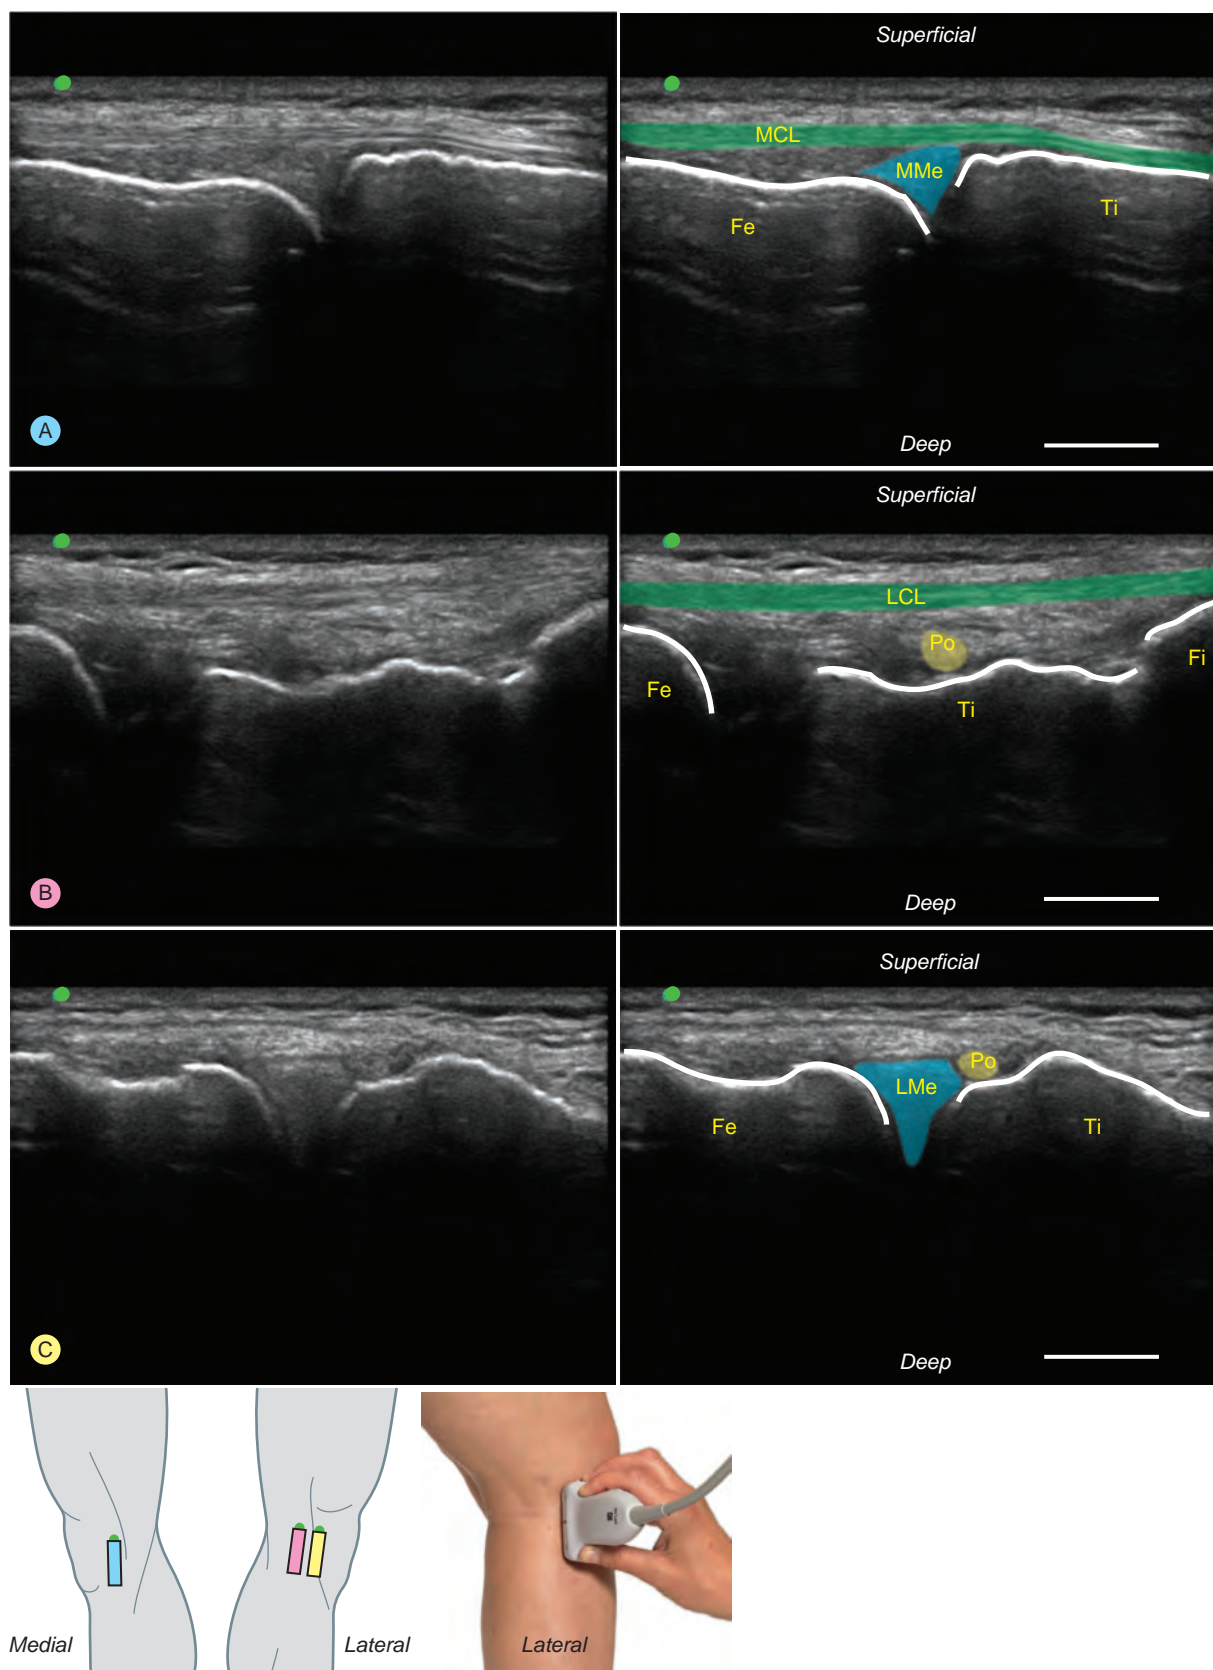 Superficial
MCL
MMe
Fe
Ti
A
Deep
Superficial
LCL
Po
Fe
Fi
Ti
B
Deep
Superficial
Po
LMe
Fe
Ti
C
Deep
Medial
Lateral
Lateral